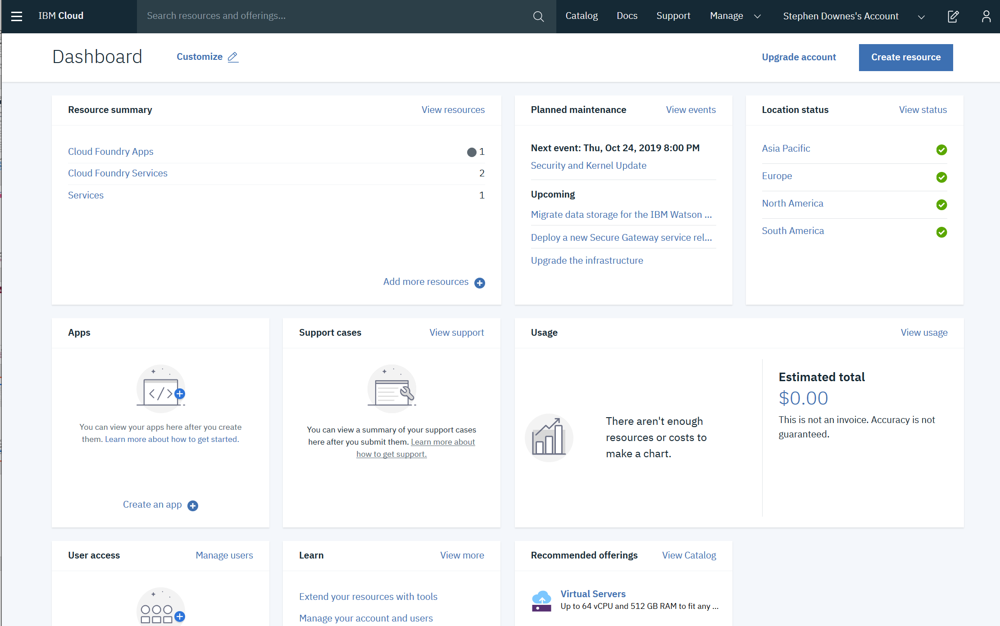 IBM Cloud
Search resources and offerings...
Catalog
Docs
Support
Manage
Stephen Downes's Account
Dashboard
Customize
Upgrade account
Create resource
Resource summary
View resources
Cloud Foundry Apps
1
Cloud Foundry Services
2
Services
1
Add more resources
Planned maintenance
View events
Next event: Thu, Oct 24, 2019 8:00 PM
Security and Kernel Update
Upcoming
Migrate data storage for the IBM Watson ...
Deploy a new Secure Gateway service rel...
Upgrade the infrastructure
Location status
View status
Asia Pacific
Europe
North America
South America
Apps
You can view your apps here after you create
them. Learn more about how to get started.
Create an app
Support cases
View support
You can view a summary of your support cases
here after you submit them. Learn more about
how to get support.
Usage
View usage
There aren't enough
resources or costs to
make a chart.
Estimated total
$0.00
This is not an invoice. Accuracy is not
guaranteed.
User access
Manage users
Learn
View more
Extend your resources with tools
Manage your account and users
Recommended offerings
View Catalog
Virtual Servers
Up to 64 vCPU and 512 GB RAM to fit any ...